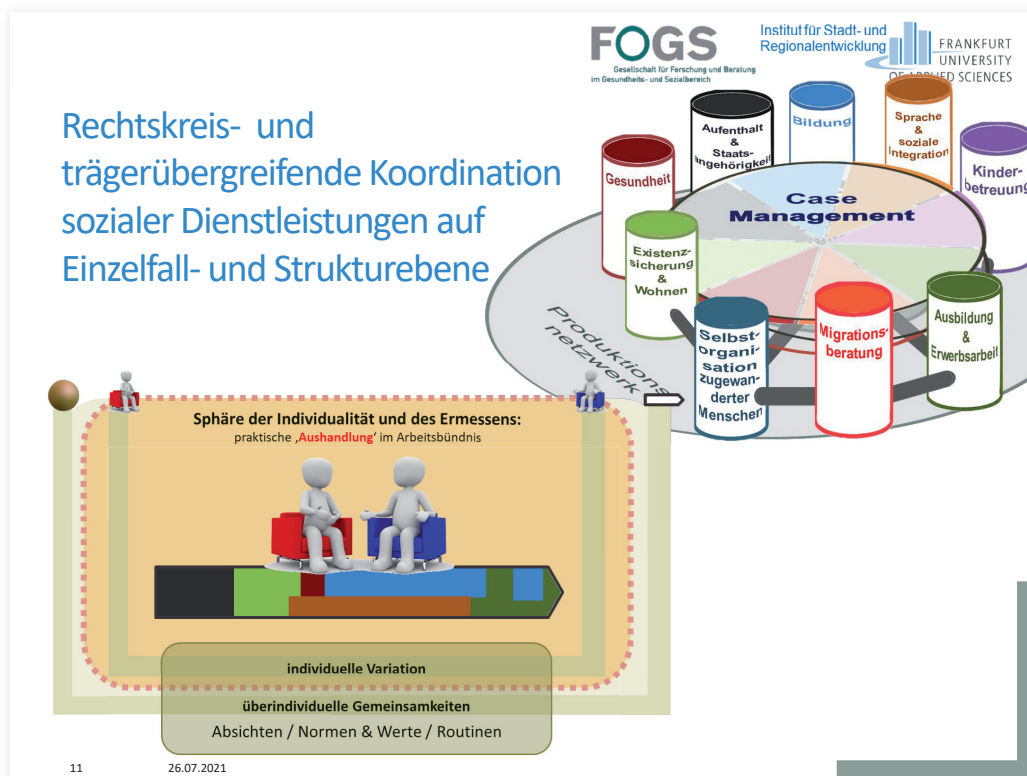 FOGS
Gesellschaft für Forschung und Beratung
im Gesundheits- und Sozialbereich
Institut für Stadt- und
Regionalentwicklung
FRANKFURT
UNIVERSITY
OF APPLIED SCIENCES
Rechtskreis- und
trägerübergreifende Koordination
sozialer Dienstleistungen auf
Einzelfall- und Strukturebene
Gesundheit
Aufenthalt
&
Staats-
angehörigkeit
Bildung
Sprache
&
soziale
Integration
Kinder-
betreuung
Case
Management
Existenz-
sicherung
&
Wohnen
Produktions
netzwerk
Selbst-
organi-
sation
zugewan-
derter
Menschen
Migrations-
beratung
Ausbildung
&
Erwerbsarbeit
Sphäre der Individualität und des Ermessens:
praktische ‚Aushandlung‘ im Arbeitsbündnis
individuelle Variation
überindividuelle Gemeinsamkeiten
Absichten / Normen & Werte / Routinen
11
26.07.2021